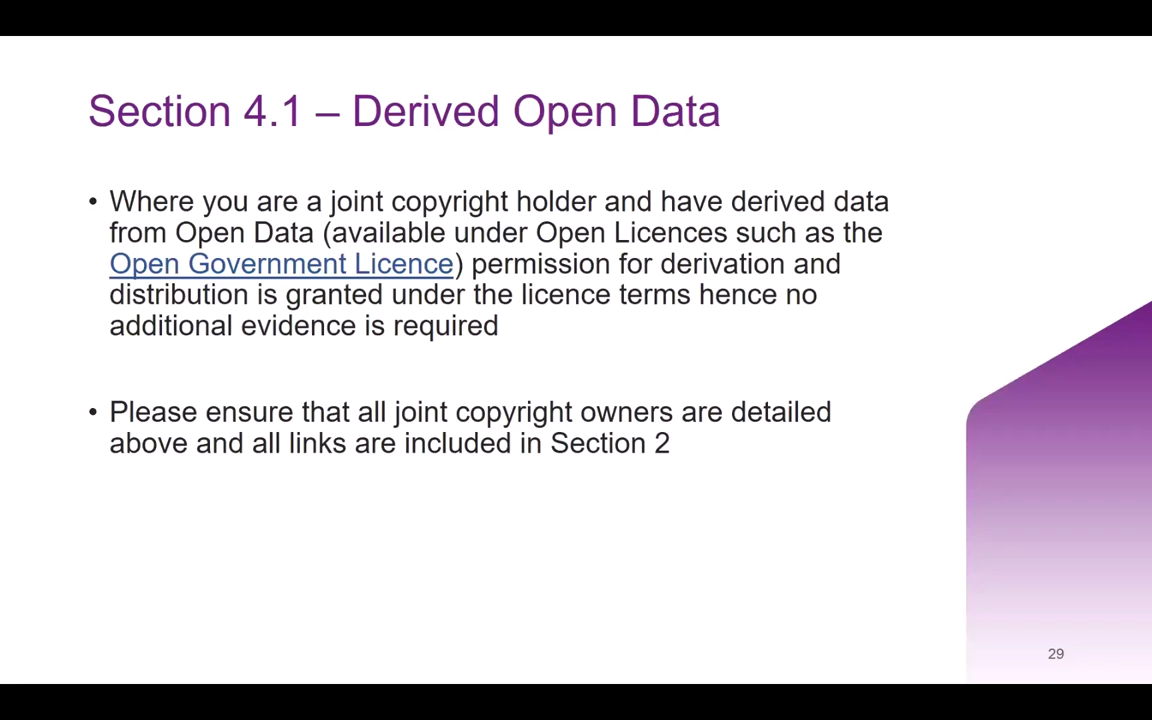 Section 4.1 – Derived Open Data
• Where you are a joint copyright holder and have derived data
from Open Data (available under Open Licences such as the
Open Government Licence) permission for derivation and
distribution is granted under the licence terms hence no
additional evidence is required
• Please ensure that all joint copyright owners are detailed
above and all links are included in Section 2
29